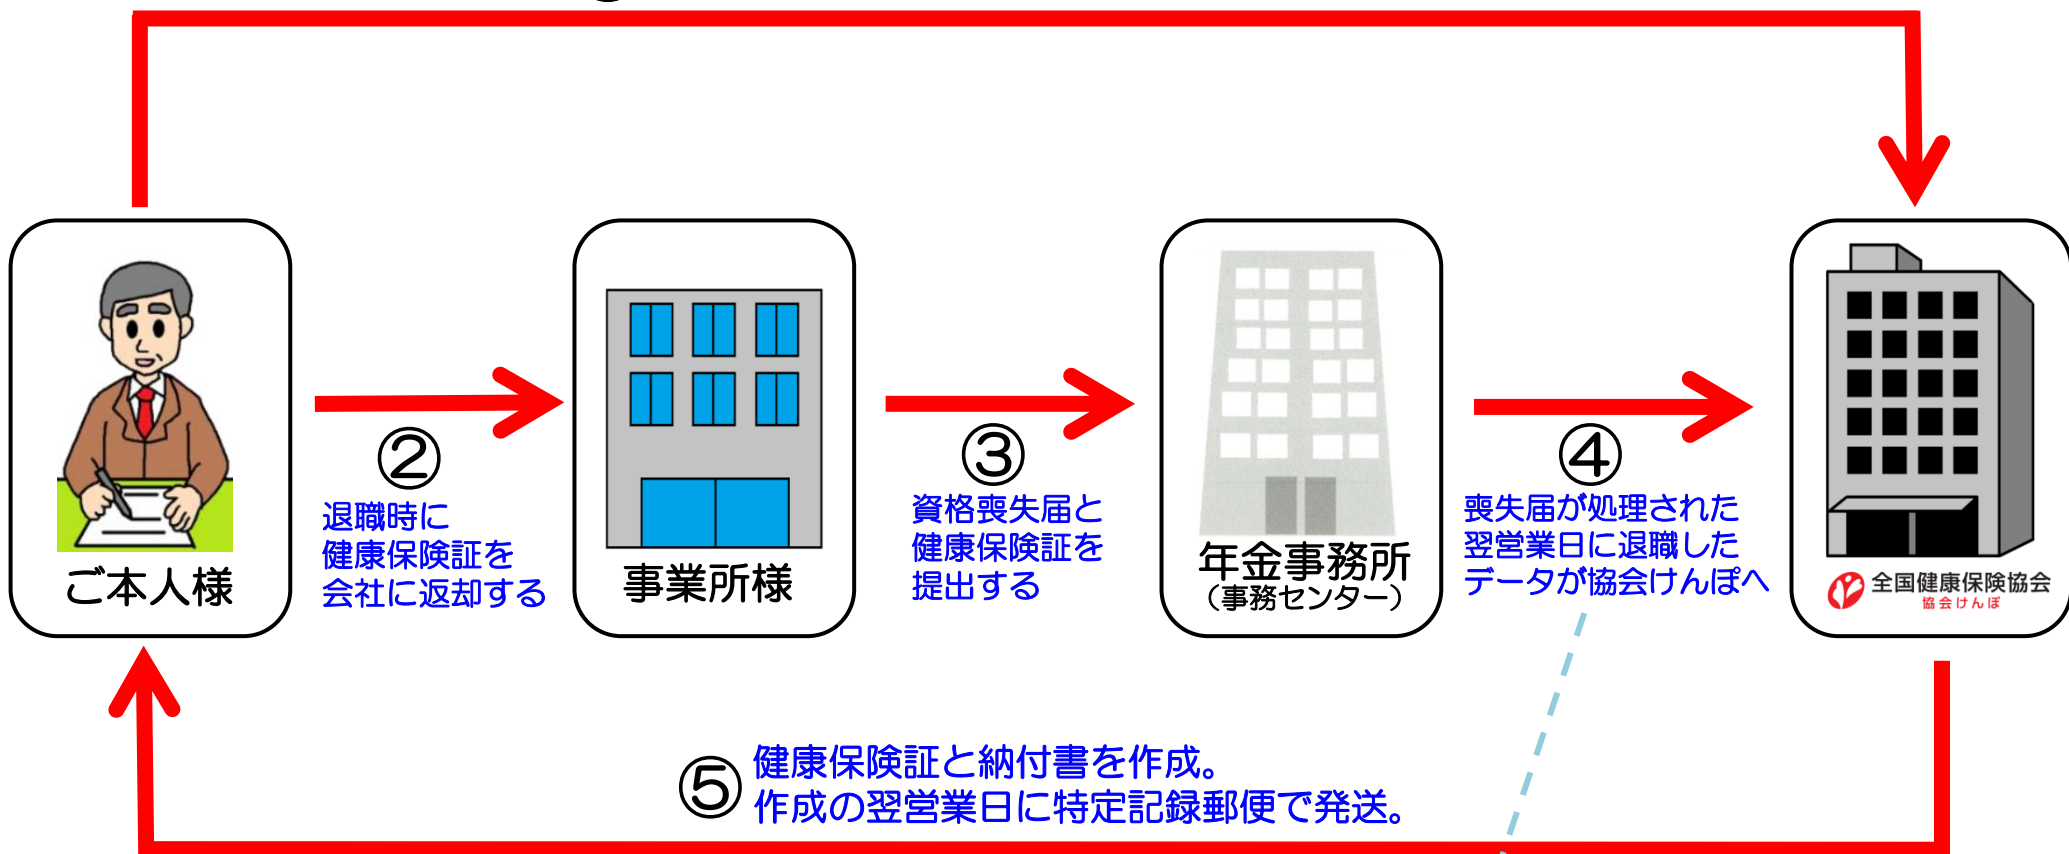 ②
退職時に
健康保険証を
会社に返却する
③
資格喪失届と
健康保険証を
提出する
④
喪失届が処理された
翌営業日に退職した
データが協会けんぽへ
ご本人様
事業所様
年金事務所
（事務センター）
全国健康保険協会
協会けんぽ
⑤
健康保険証と納付書を作成。
作成の翌営業日に特定記録郵便で発送。